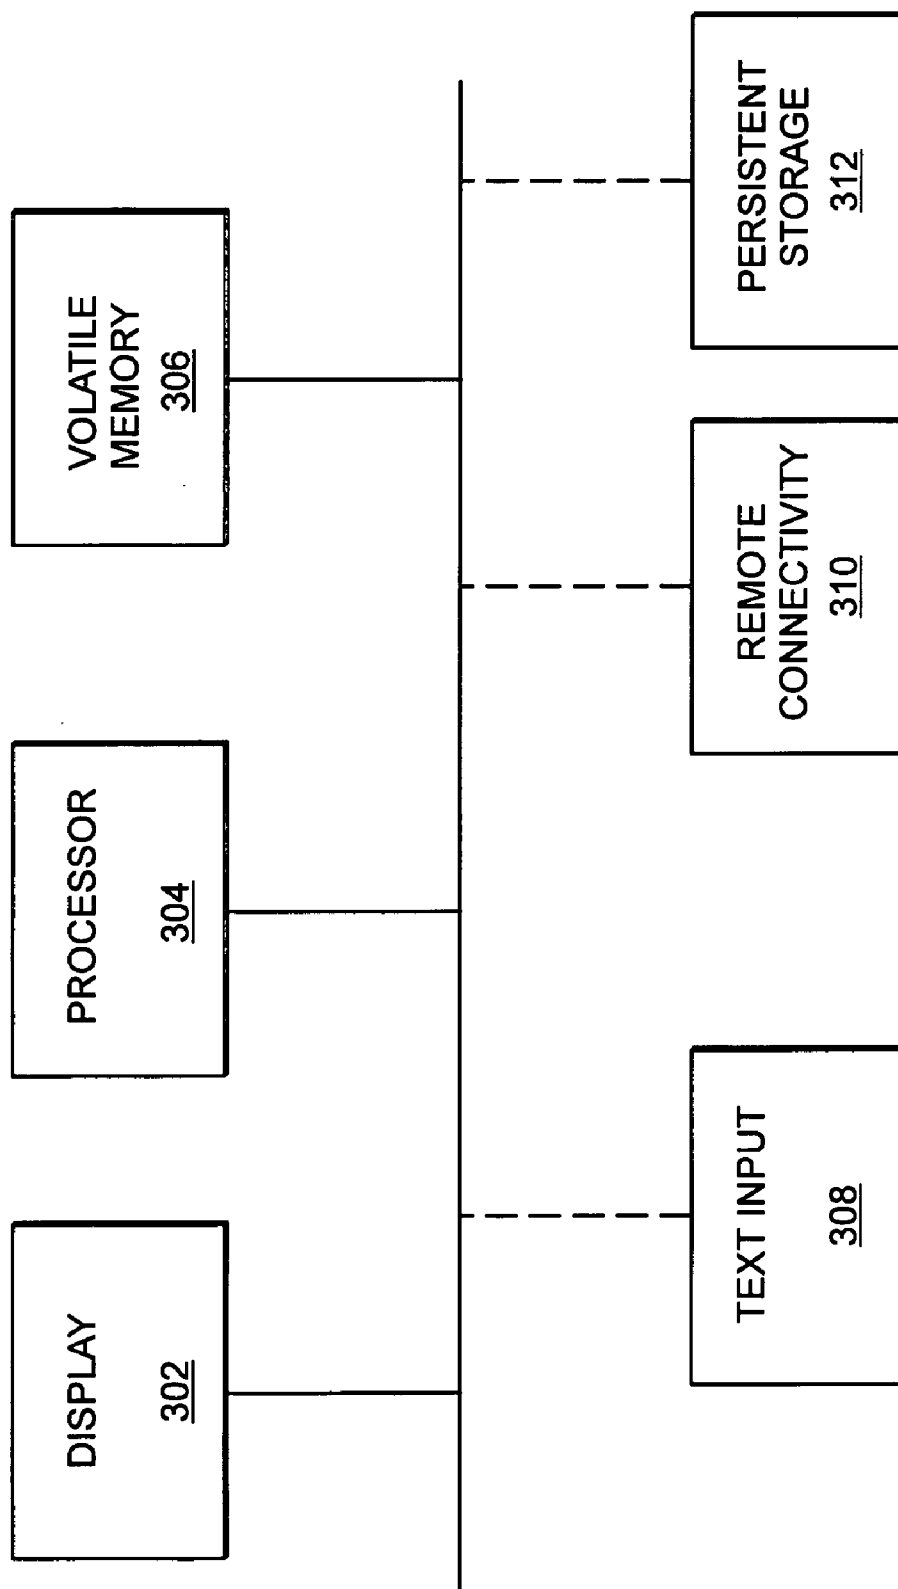 DISPLAY
302
PROCESSOR
304
VOLATILE
MEMORY
306
TEXT INPUT
308
REMOTE
CONNECTIVITY
310
PERSISTENT
STORAGE
312